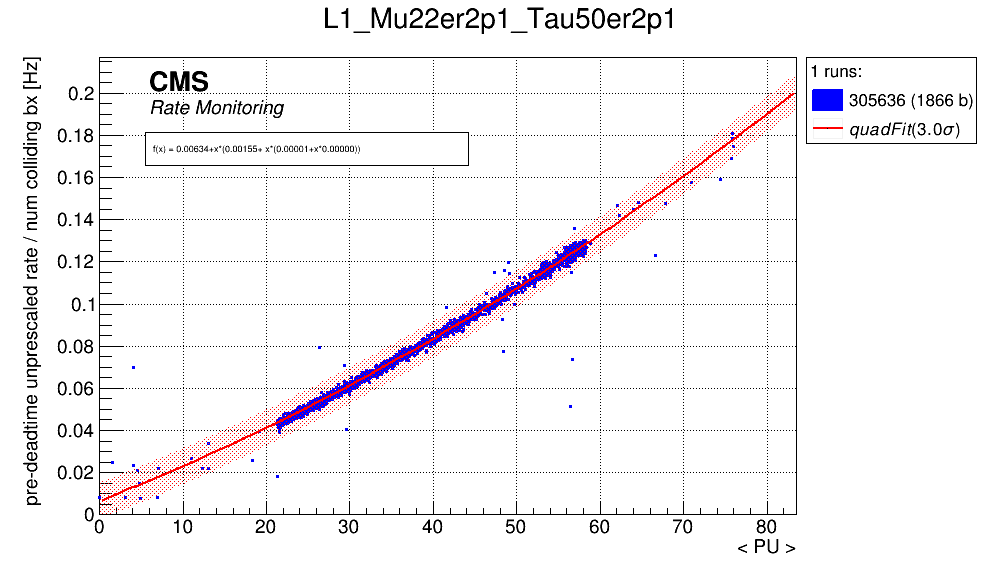 L1_Mu22er2p1_Tau50er2p1
pre-deadtime unprescaled rate / num colliding bx [Hz]
CMS
Rate Monitoring
f(x) = 0.00634+x*(0.00155+ x*(0.00001+x*0.00000))
1 runs:
305636 (1866 b)
quadFit(3.0σ)
0.2
0.18
0.16
0.14
0.12
0.1
0.08
0.06
0.04
0.02
0
0 10 20 30 40 50 60 70 80
< PU >